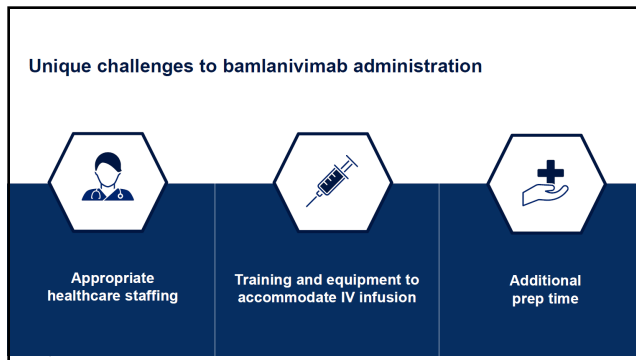 Unique challenges to bamlanivimab administration
Appropriate
healthcare staffing
Training and equipment to
accommodate IV infusion
Additional
prep time